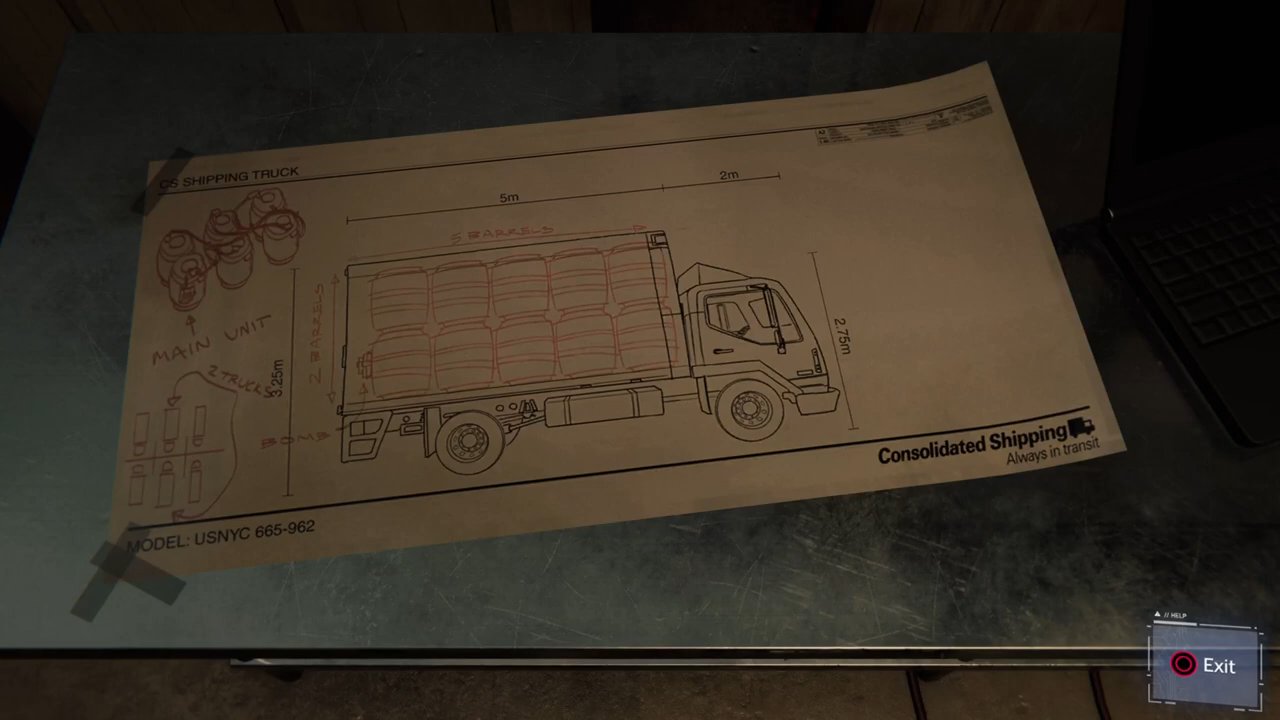 CS SHIPPING TRUCK
5m
2m
5 BARRELS
2 BARRELS
MAIN UNIT
2 TRUCKS
3.25m
2.75m
BOMB
Consolidated Shipping
Always in transit
MODEL: USNYC 665-962
// HELP
Exit